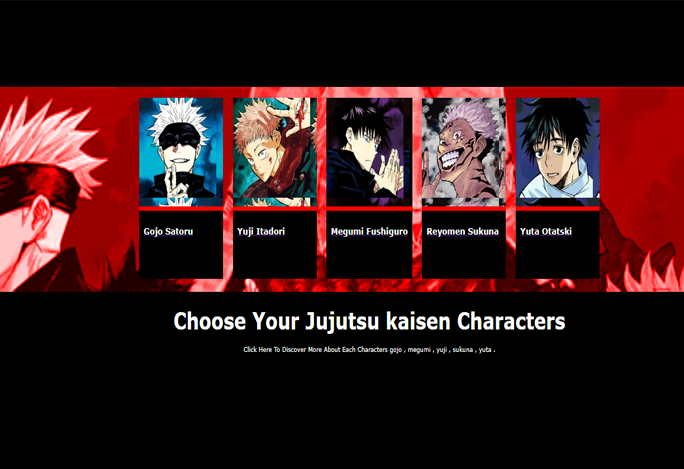 Gojo Satoru
Yuji Itadori
Megumi Fushiguro
Reyomen Sukuna
Yuta Otatski
Choose Your Jujutsu kaisen Characters
Click Here To Discover More About Each Characters gojo , megumi , yuji , sukuna , yuta .